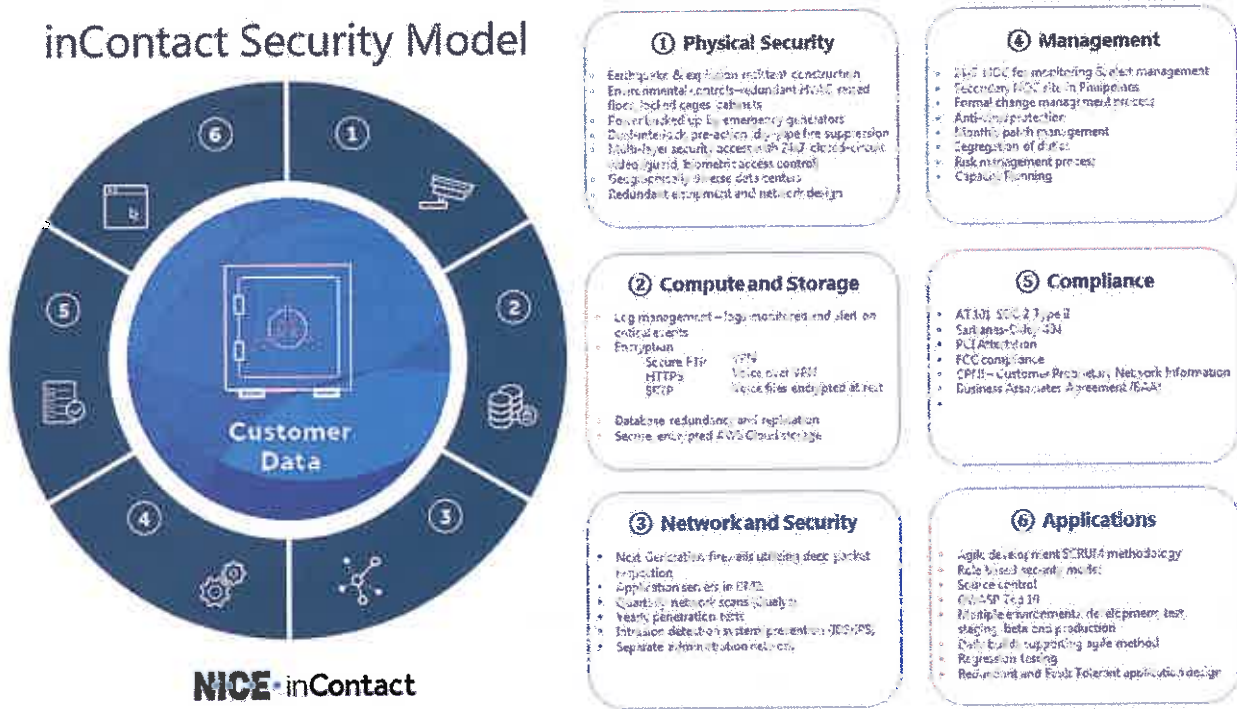 inContact Security Model
6
1
5
2
4
3
Customer
Data
NICE inContact
① Physical Security
Earthquake & explosion resistant construction
Environmental controls–redundant HVAC raised
floor, locked cages, cabinets
Power backed up by emergency generators
Dual-interlock, pre-action, dry-pipe fire suppression
Multi-layer security access with 24x7 closed-circuit
video, guard, biometric access control
Geographically diverse data centers
Redundant equipment and network design
② Compute and Storage
Log management – logs monitored and alert on
critical events
Encryption
Secure FTP VPN
HTTPS Voice over VPN
SFTP Voice files encrypted at rest
Database redundancy and replication
Secure encrypted AWS Cloud storage
③ Network and Security
Next Generation firewalls utilizing deep packet
inspection
Application servers in DMZ
Quarterly network scans (Qualys)
Yearly penetration tests
Intrusion detection system prevention (IDS/IPS)
Separate administration network
④ Management
24x7 NOC for monitoring & alert management
Secondary NOC site in Philippines
Formal change management process
Anti-virus protection
Monthly patch management
Segregation of duties
Risk management process
Capacity Planning
⑤ Compliance
AT 101 SOC 2 Type II
Sarbanes-Oxley 404
PCI Attestation
FCC compliance
CPNI – Customer Proprietary Network Information
Business Associates Agreement (BAA)
⑥ Applications
Agile development SCRUM methodology
Role based security model
Source control
OWASP Top 10
Multiple environments, development, test,
staging, beta and production
Daily builds supporting agile method
Regression testing
Redundant and Fault Tolerant application design